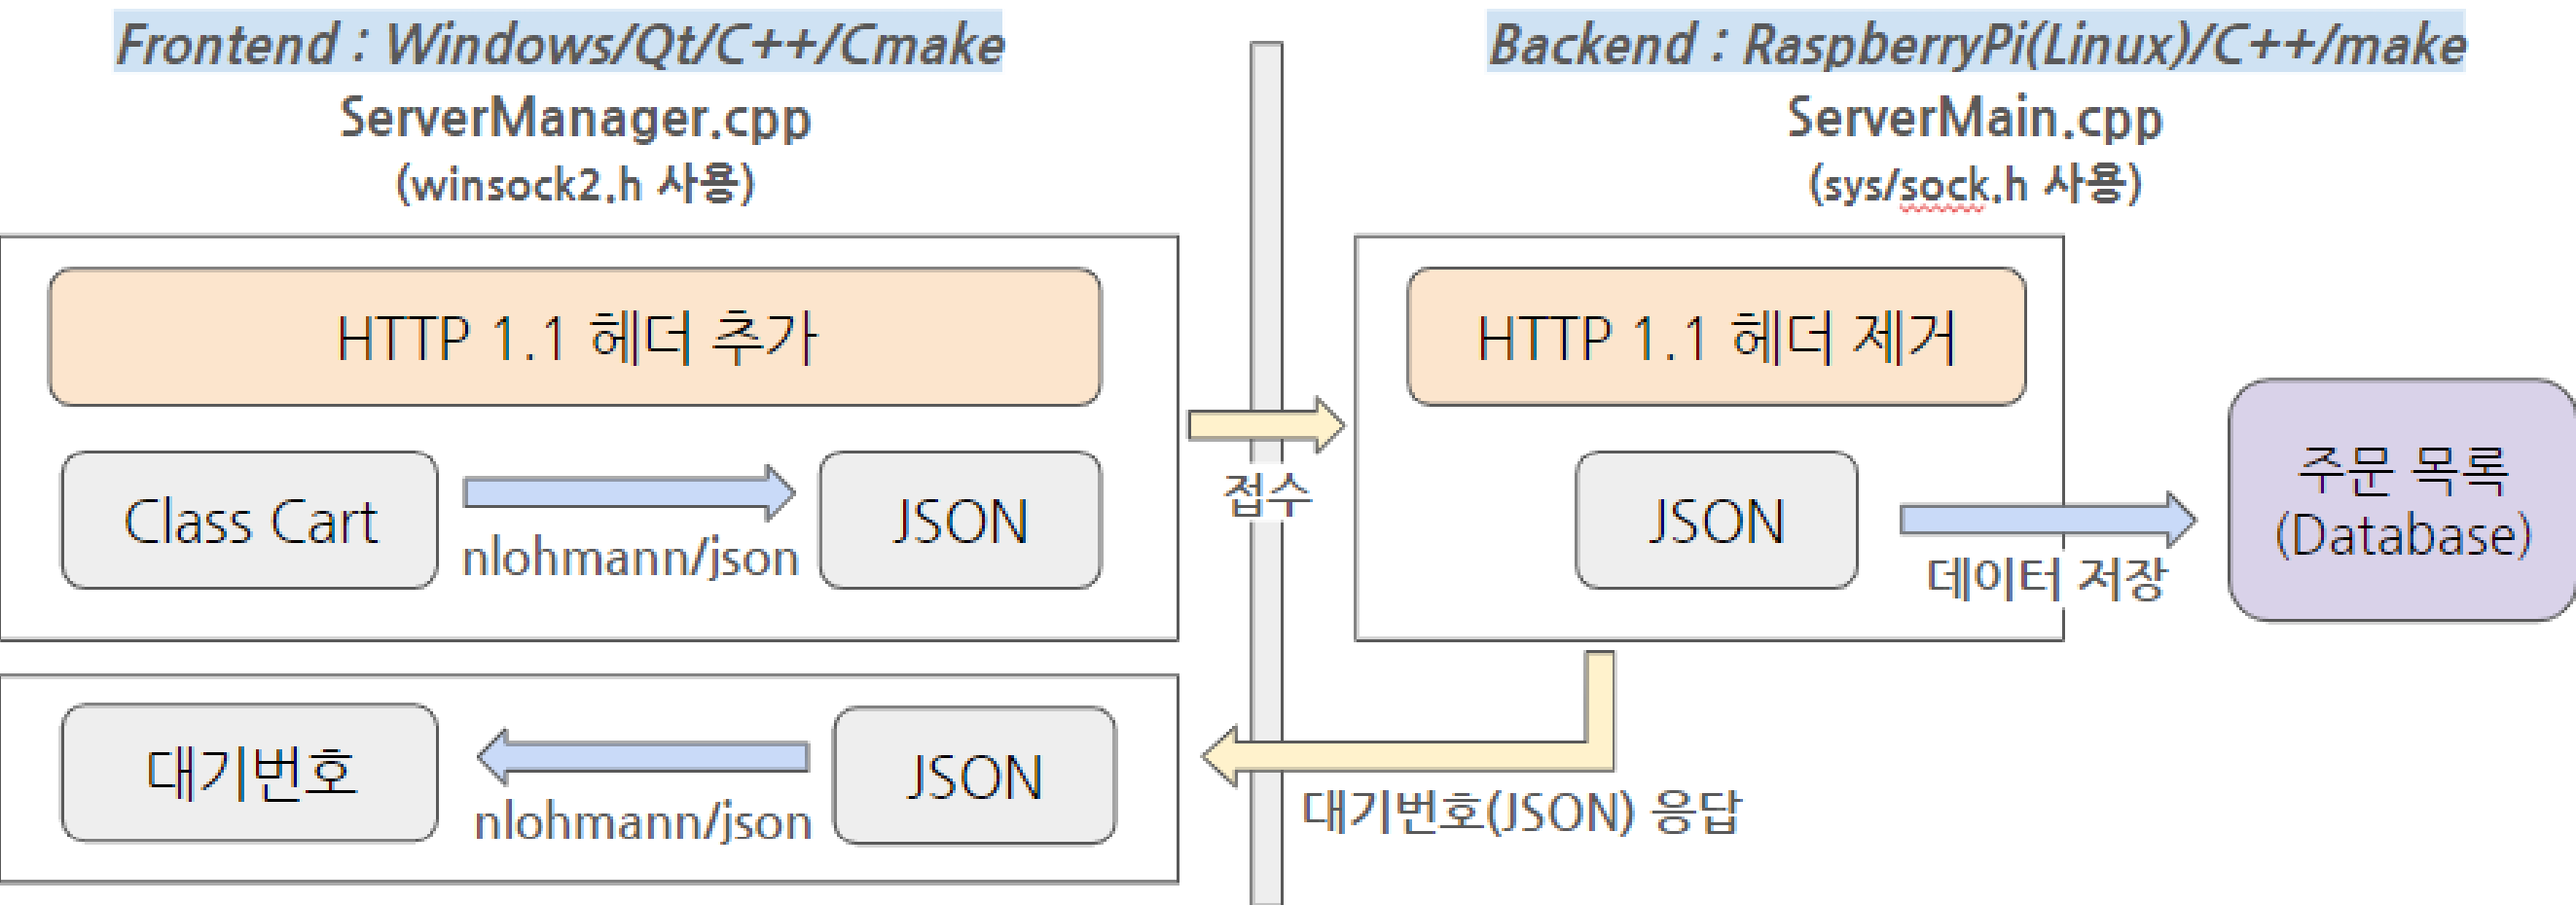 Frontend : Windows/Qt/C++/Cmake
ServerManager.cpp
(winsock2.h 사용)
HTTP 1.1 헤더 추가
Class Cart
nlohmann/json
JSON
대기번호
nlohmann/json
JSON
접수
대기번호(JSON) 응답
Backend : RaspberryPi(Linux)/C++/make
ServerMain.cpp
(sys/sock.h 사용)
HTTP 1.1 헤더 제거
JSON
데이터 저장
주문 목록
(Database)